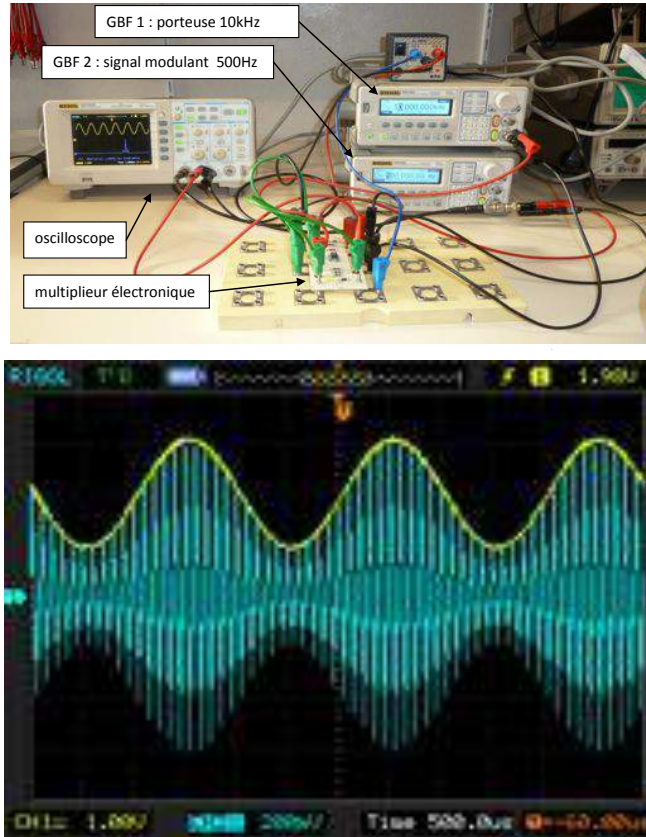 GBF 1 : porteuse 10kHz
GBF 2 : signal modulant 500Hz
oscilloscope
multiplieur électronique
RIGOL T'D 1.98V
CH1= 1.00V 200mV/ Time 500.0us